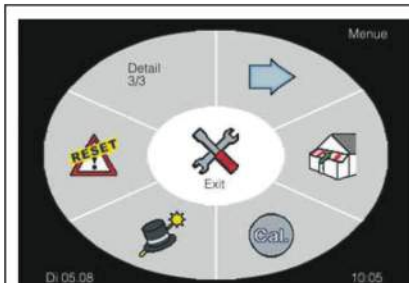 Menue
Detail
3/3
RESET
Exit
Cal.
Di 05.08
10:05